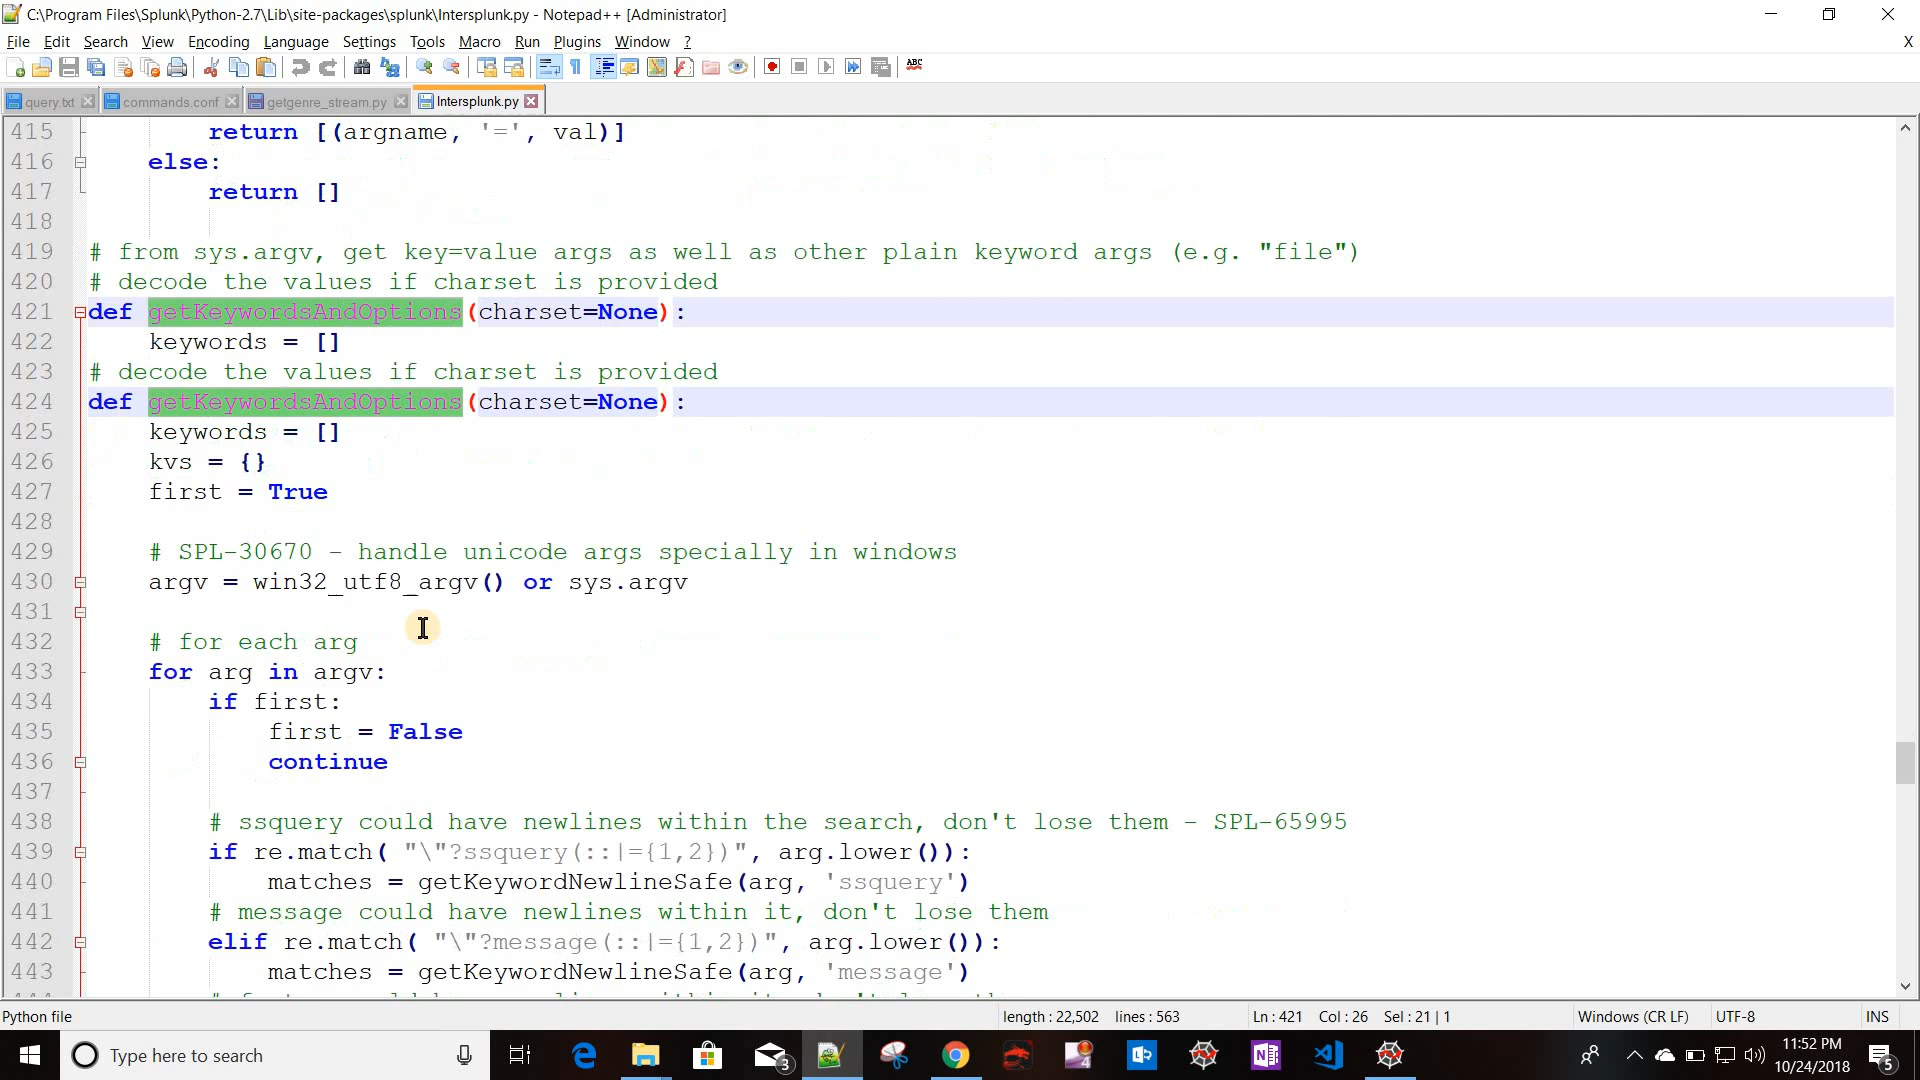 C:\Program Files\Splunk\Python-2.7\Lib\site-packages\splunk\Intersplunk.py - Notepad++ [Administrator]
File Edit Search View Encoding Language Settings Tools Macro Run Plugins Window ? X
ABC
query.txt commands.conf getgenre_stream.py Intersplunk.py
415 return [(argname, '=', val)]
416 else:
417 return []
418
419 # from sys.argv, get key=value args as well as other plain keyword args (e.g. "file")
420 # decode the values if charset is provided
421 def getKeywordsAndOptions(charset=None):
422 keywords = []
423 # decode the values if charset is provided
424 def getKeywordsAndOptions(charset=None):
425 keywords = []
426 kvs = {}
427 first = True
428
429 # SPL-30670 - handle unicode args specially in windows
430 argv = win32_utf8_argv() or sys.argv
431
432 # for each arg
433 for arg in argv:
434 if first:
435 first = False
436 continue
437
438 # ssquery could have newlines within the search, don't lose them - SPL-65995
439 if re.match( "\"?ssquery(::|={1,2})", arg.lower()):
440 matches = getKeywordNewlineSafe(arg, 'ssquery')
441 # message could have newlines within it, don't lose them
442 elif re.match( "\"?message(::|={1,2})", arg.lower()):
443 matches = getKeywordNewlineSafe(arg, 'message')
Python file length : 22,502 lines : 563 Ln : 421 Col : 26 Sel : 21 | 1 Windows (CR LF) UTF-8 INS
Type here to search 3 11:52 PM
10/24/2018 5